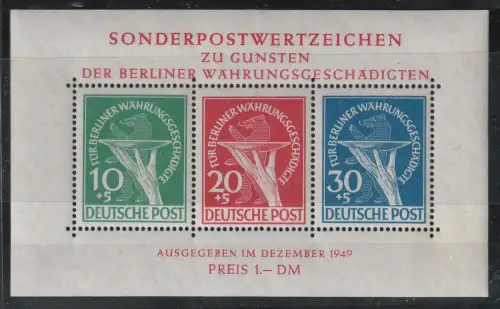 SONDERPOSTWERTZEICHEN
ZU GUNSTEN
DER BERLINER WÄHRUNGSGESCHÄDIGTEN
FÜR BERLINER WÄHRUNGSGESCHÄDIGTE
10
+5
DEUTSCHE POST
FÜR BERLINER WÄHRUNGSGESCHÄDIGTE
20
+5
DEUTSCHE POST
FÜR BERLINER WÄHRUNGSGESCHÄDIGTE
30
+5
DEUTSCHE POST
AUSGEGEBEN IM DEZEMBER 1949
PREIS 1.— DM